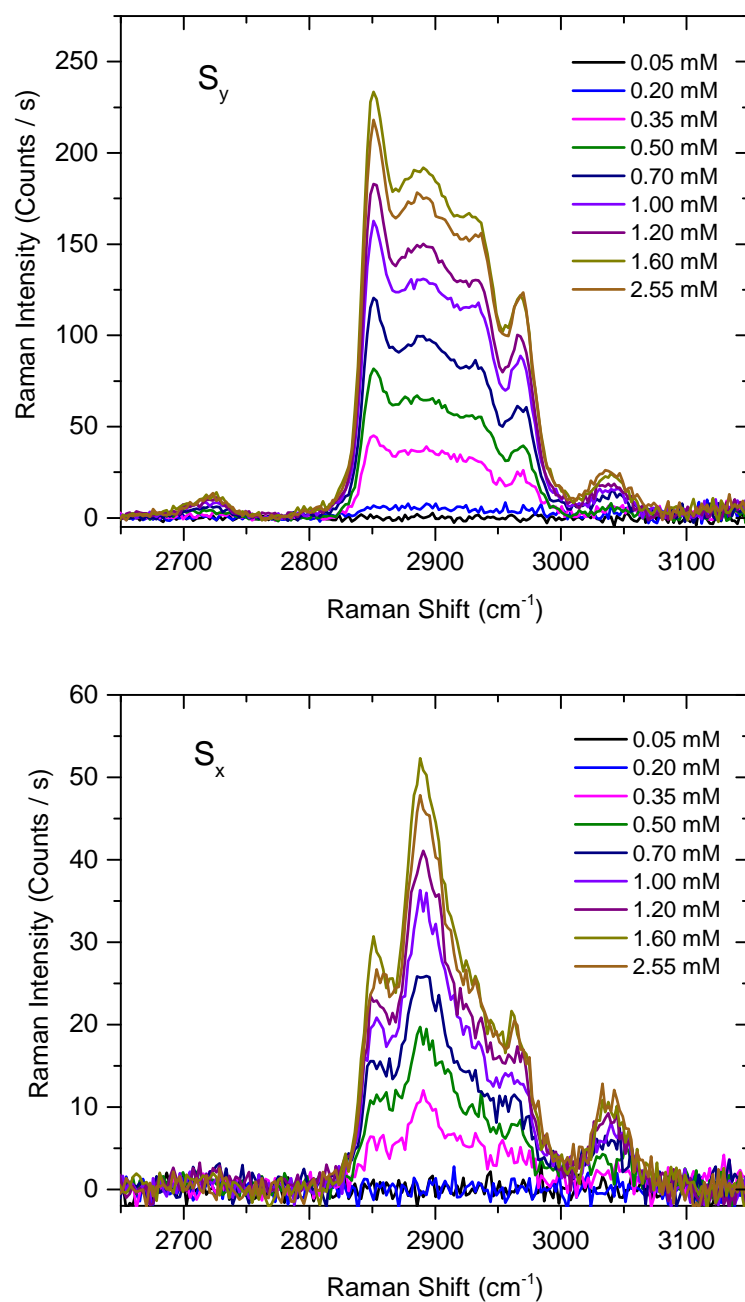 250
200
150
100
50
0
Raman Intensity (Counts / s)
S_y
0.05 mM
0.20 mM
0.35 mM
0.50 mM
0.70 mM
1.00 mM
1.20 mM
1.60 mM
2.55 mM
2700 2800 2900 3000 3100
Raman Shift (cm⁻¹)
60
50
40
30
20
10
0
Raman Intensity (Counts / s)
S_x
0.05 mM
0.20 mM
0.35 mM
0.50 mM
0.70 mM
1.00 mM
1.20 mM
1.60 mM
2.55 mM
2700 2800 2900 3000 3100
Raman Shift (cm⁻¹)